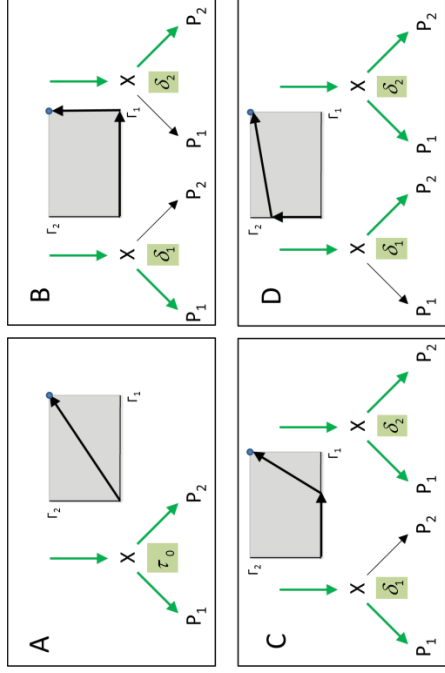 A
Γ₂
X
Γ₁
τ₀
P₁ P₂
B
Γ₂
X Γ₁ X
δ₁ δ₂
P₁ P₂ P₁ P₂
C
Γ₂
Γ₁
X X
δ₁ δ₂
P₁ P₂ P₁ P₂
D
Γ₂
Γ₁
X X
δ₁ δ₂
P₁ P₂ P₁ P₂